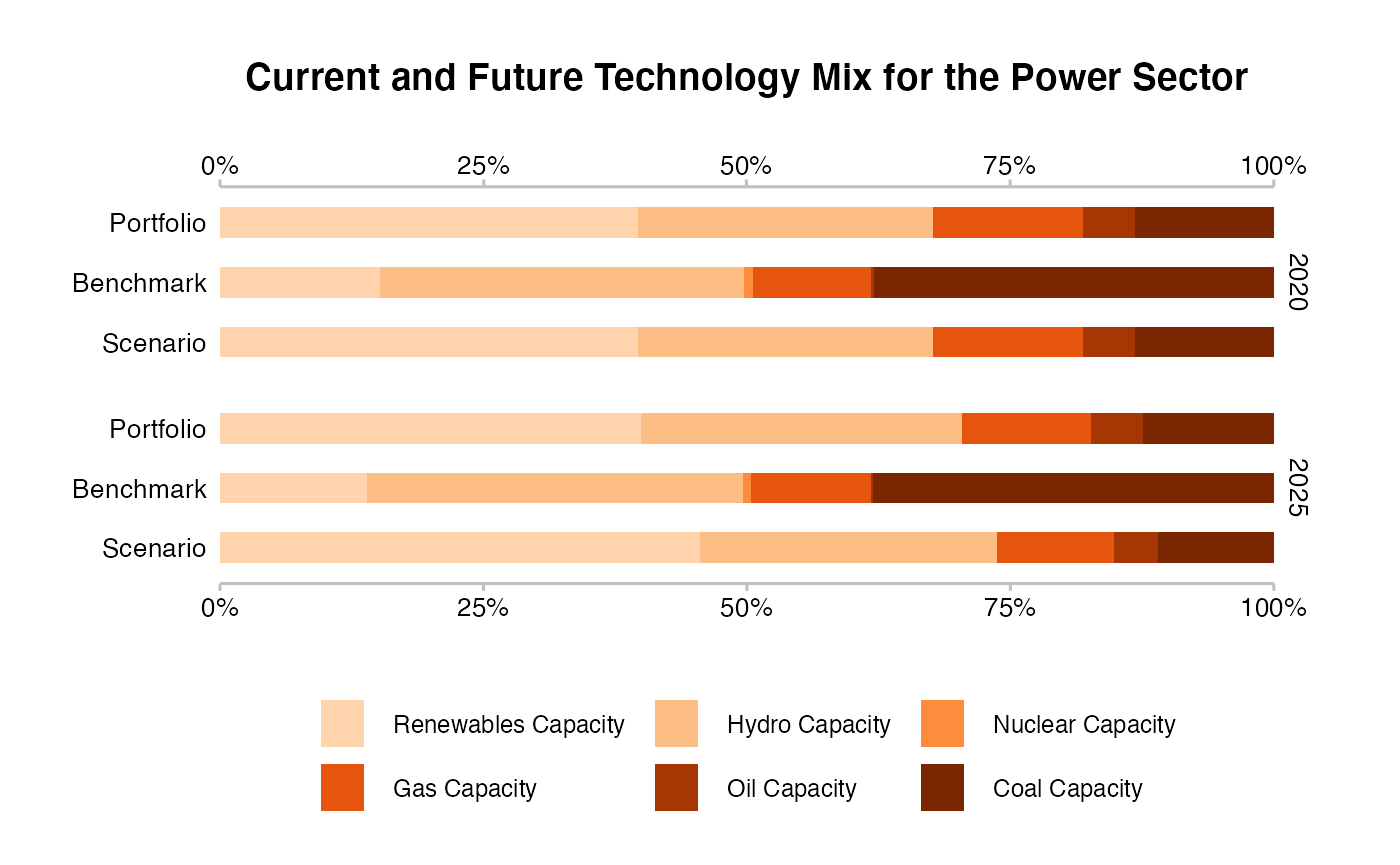 Current and Future Technology Mix for the Power Sector
0% 25% 50% 75% 100%
Portfolio
Benchmark
Scenario
2020
Portfolio
Benchmark
Scenario
2025
0% 25% 50% 75% 100%
Renewables Capacity Hydro Capacity Nuclear Capacity
Gas Capacity Oil Capacity Coal Capacity